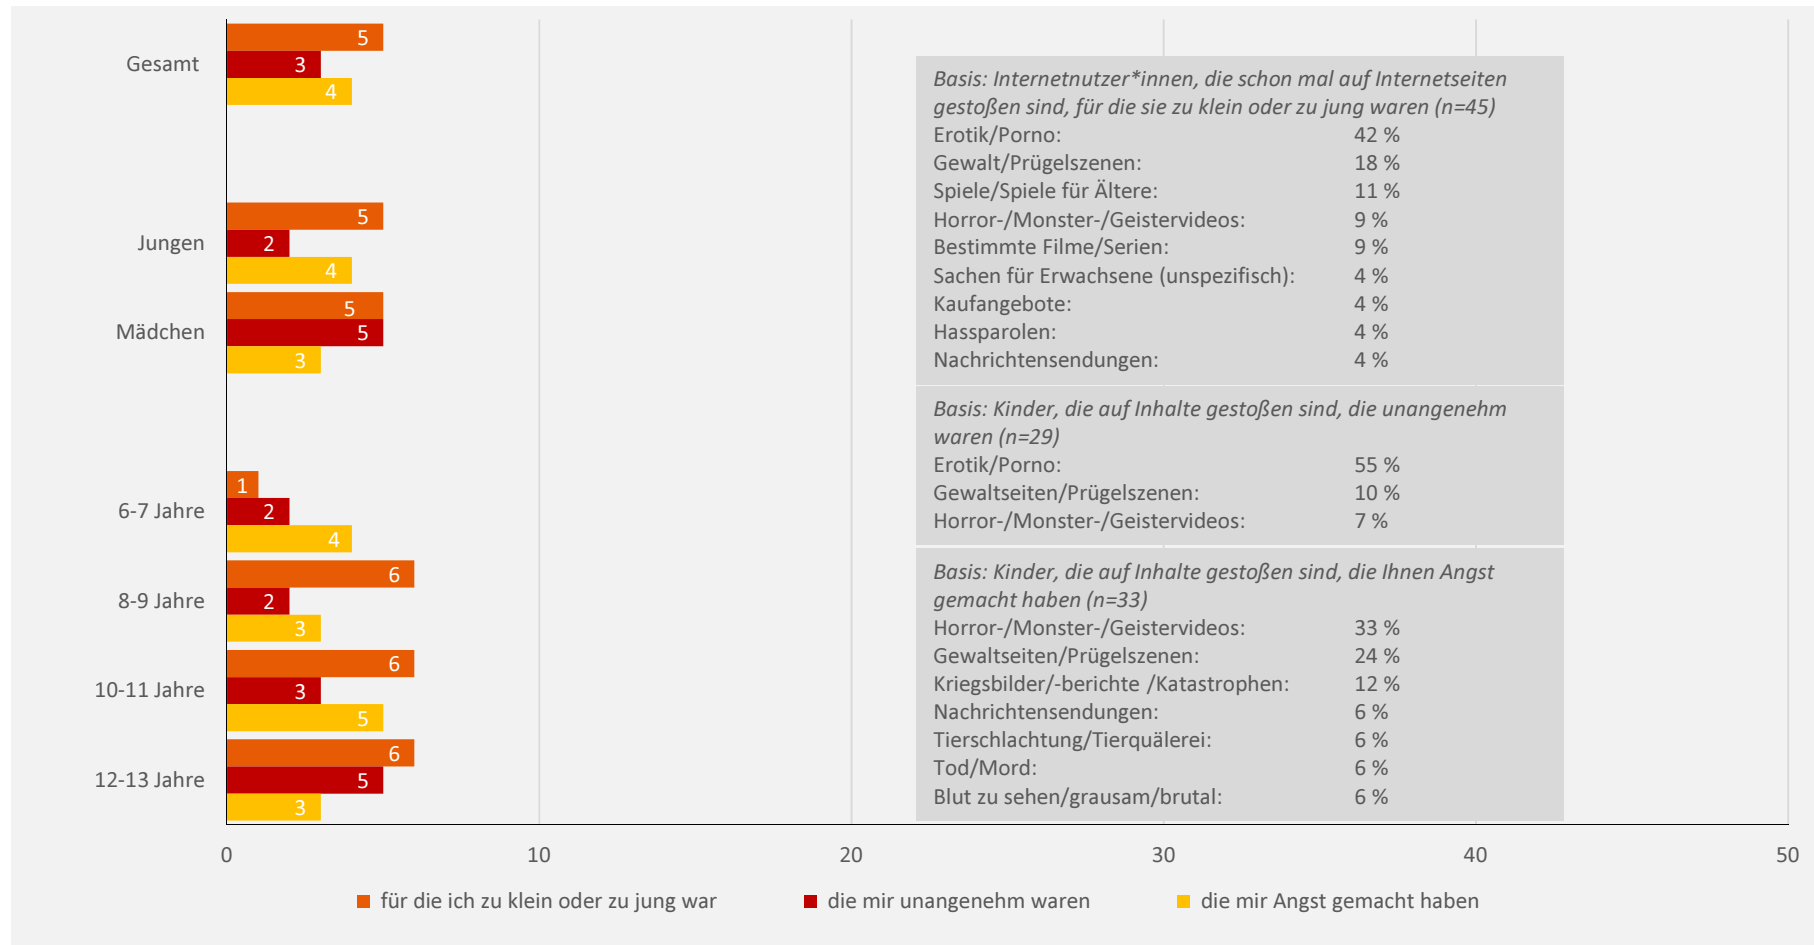 Gesamt
5
3
4
Jungen
5
2
4
Mädchen
5
5
3
6-7 Jahre
1
2
4
8-9 Jahre
6
2
3
10-11 Jahre
6
3
5
12-13 Jahre
6
5
3
Basis: Internetnutzer*innen, die schon mal auf Internetseiten
gestoßen sind, für die sie zu klein oder zu jung waren (n=45)
Erotik/Porno: 42 %
Gewalt/Prügelszenen: 18 %
Spiele/Spiele für Ältere: 11 %
Horror-/Monster-/Geistervideos: 9 %
Bestimmte Filme/Serien: 9 %
Sachen für Erwachsene (unspezifisch): 4 %
Kaufangebote: 4 %
Hassparolen: 4 %
Nachrichtensendungen: 4 %
Basis: Kinder, die auf Inhalte gestoßen sind, die unangenehm
waren (n=29)
Erotik/Porno: 55 %
Gewaltseiten/Prügelszenen: 10 %
Horror-/Monster-/Geistervideos: 7 %
Basis: Kinder, die auf Inhalte gestoßen sind, die Ihnen Angst
gemacht haben (n=33)
Horror-/Monster-/Geistervideos: 33 %
Gewaltseiten/Prügelszenen: 24 %
Kriegsbilder/-berichte /Katastrophen: 12 %
Nachrichtensendungen: 6 %
Tierschlachtung/Tierquälerei: 6 %
Tod/Mord: 6 %
Blut zu sehen/grausam/brutal: 6 %
0 10 20 30 40 50
für die ich zu klein oder zu jung war die mir unangenehm waren die mir Angst gemacht haben